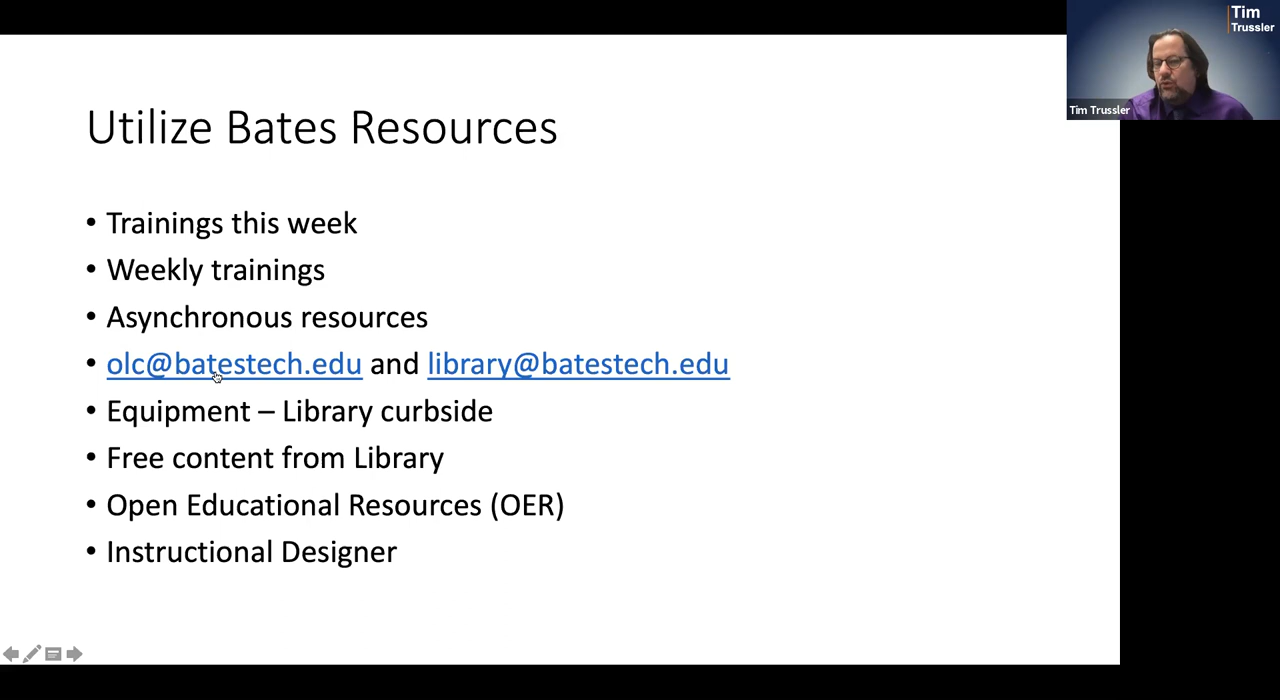 Tim
Trussler
Tim Trussler
Utilize Bates Resources
• Trainings this week
• Weekly trainings
• Asynchronous resources
• olc@batestech.edu and library@batestech.edu
• Equipment – Library curbside
• Free content from Library
• Open Educational Resources (OER)
• Instructional Designer